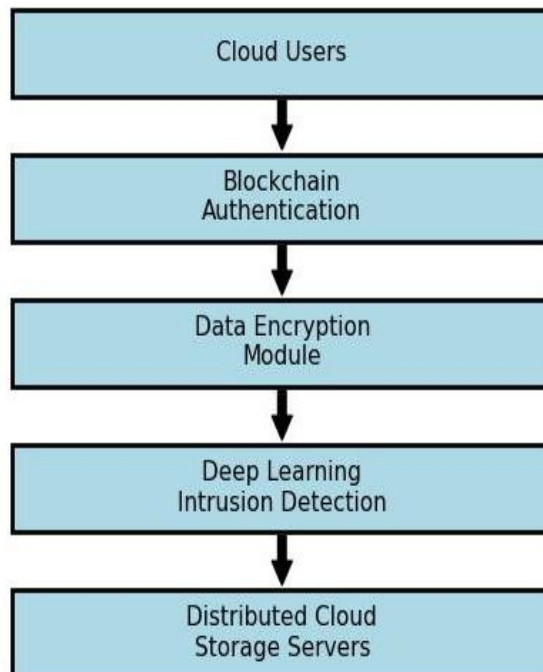 Cloud Users
Blockchain
Authentication
Data Encryption
Module
Deep Learning
Intrusion Detection
Distributed Cloud
Storage Servers